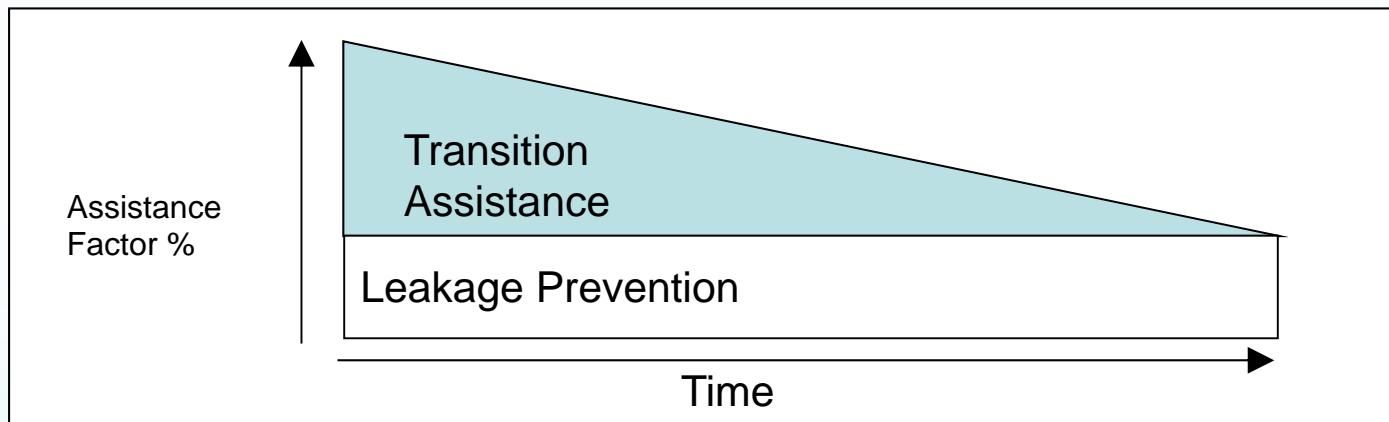 Transition
Assistance
Assistance
Factor %
Leakage Prevention
Time